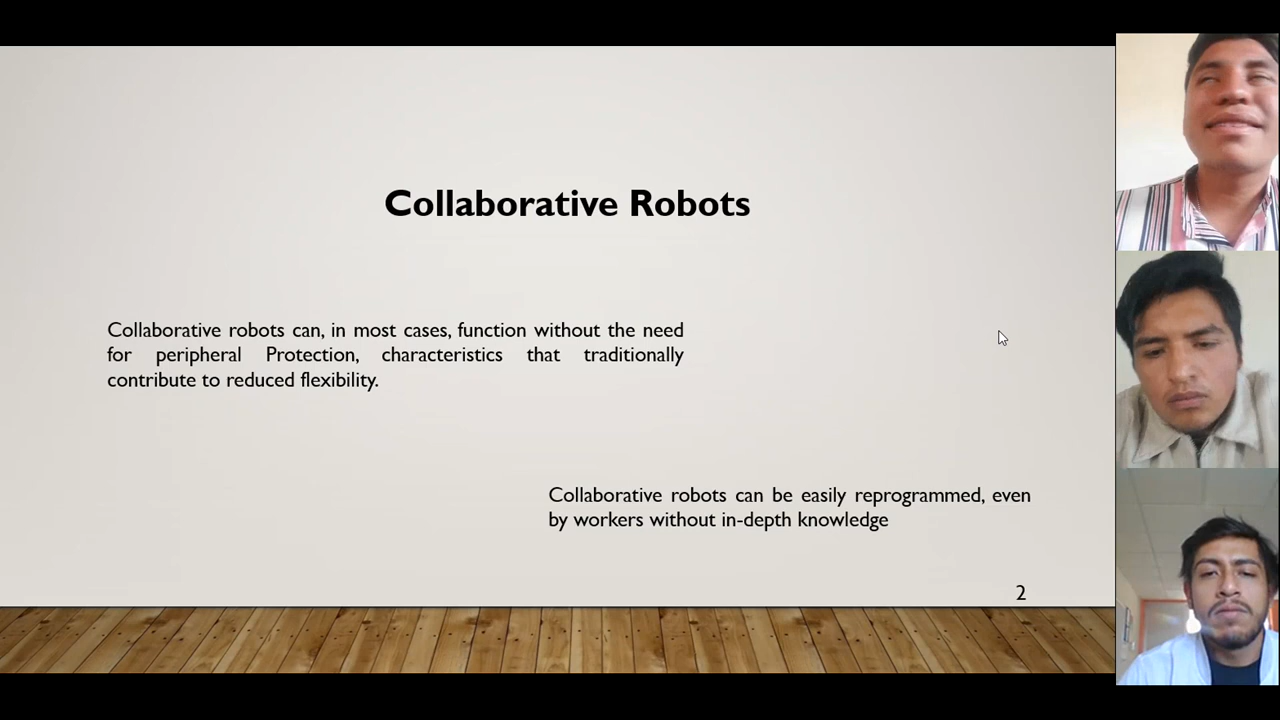 Collaborative Robots
Collaborative robots can, in most cases, function without the need
for peripheral Protection, characteristics that traditionally
contribute to reduced flexibility.
Collaborative robots can be easily reprogrammed, even
by workers without in-depth knowledge
2